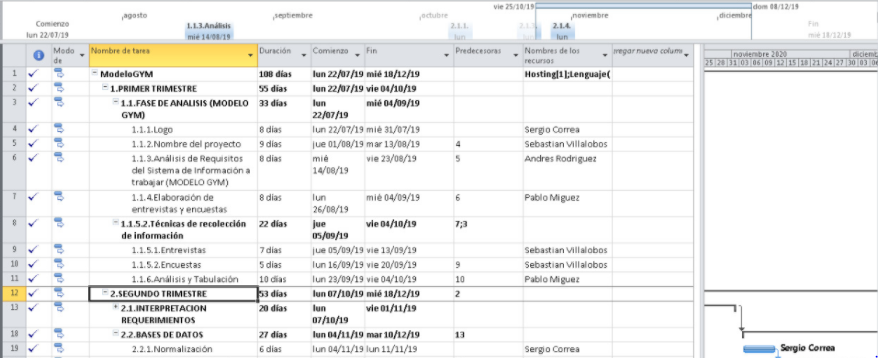 vie 25/10/19 dom 08/12/19
agosto septiembre octubre noviembre diciembre
Comienzo 1.1.3.Análisis 2.1.1. 2.1.4. Fin
lun 22/07/19 mié 14/08/19 lun lun lun mié 18/12/19
Modo de Nombre de tarea Duración Comienzo Fin Predecesoras Nombres de los recursos regar nueva colum
noviembre 2020 diciemb
25 28 31 03 06 09 12 15 18 21 24 27 30 03 06
1 ModeloGYM 108 días lun 22/07/19 mié 18/12/19 Hosting[1];Lenguaje(
2 1.PRIMER TRIMESTRE 55 días lun 22/07/19 vie 04/10/19
3 1.1.FASE DE ANALISIS (MODELO GYM) 33 días lun 22/07/19 mié 04/09/19
4 1.1.1.Logo 8 días lun 22/07/19 mié 31/07/19 Sergio Correa
5 1.1.2.Nombre del proyecto 9 días jue 01/08/19 mar 13/08/19 4 Sebastian Villalobos
6 1.1.3.Análisis de Requisitos del Sistema de Información a trabajar (MODELO GYM) 8 días mié 14/08/19 vie 23/08/19 5 Andres Rodriguez
7 1.1.4.Elaboración de entrevistas y encuestas 8 días lun 26/08/19 mié 04/09/19 6 Pablo Miguez
8 1.1.5.2.Técnicas de recolección de información 22 días jue 05/09/19 vie 04/10/19 7;3
9 1.1.5.1.Entrevistas 7 días jue 05/09/19 vie 13/09/19 Sebastian Villalobos
10 1.1.5.2.Encuestas 5 días lun 16/09/19 vie 20/09/19 9 Sebastian Villalobos
11 1.1.6.Análisis y Tabulación 10 días lun 23/09/19 vie 04/10/19 10 Pablo Miguez
12 2.SEGUNDO TRIMESTRE 53 días lun 07/10/19 mié 18/12/19 2
13 2.1.INTERPRETACION REQUERIMIENTOS 20 días lun 07/10/19 vie 01/11/19
18 2.2.BASES DE DATOS 27 días lun 04/11/19 mar 10/12/19 13
19 2.2.1.Normalización 6 días lun 04/11/19 lun 11/11/19 Sergio Correa
Sergio Correa